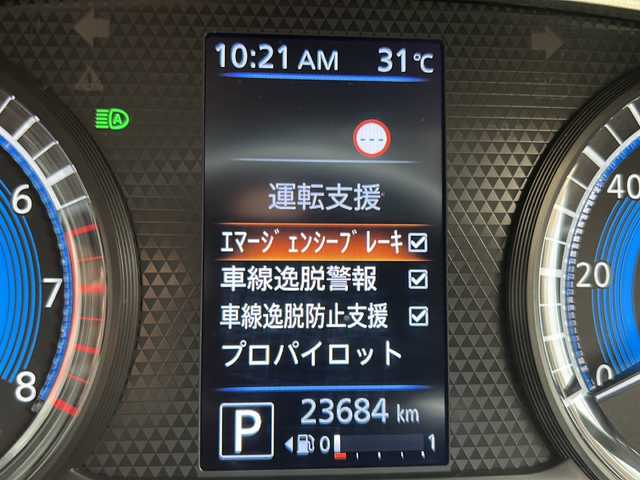 10:21 AM 31℃
---
運転支援
エマージェンシーブレーキ
車線逸脱警報
車線逸脱防止支援
プロパイロット
P 23684 km
0 1
A
6
7
8
40
20
0